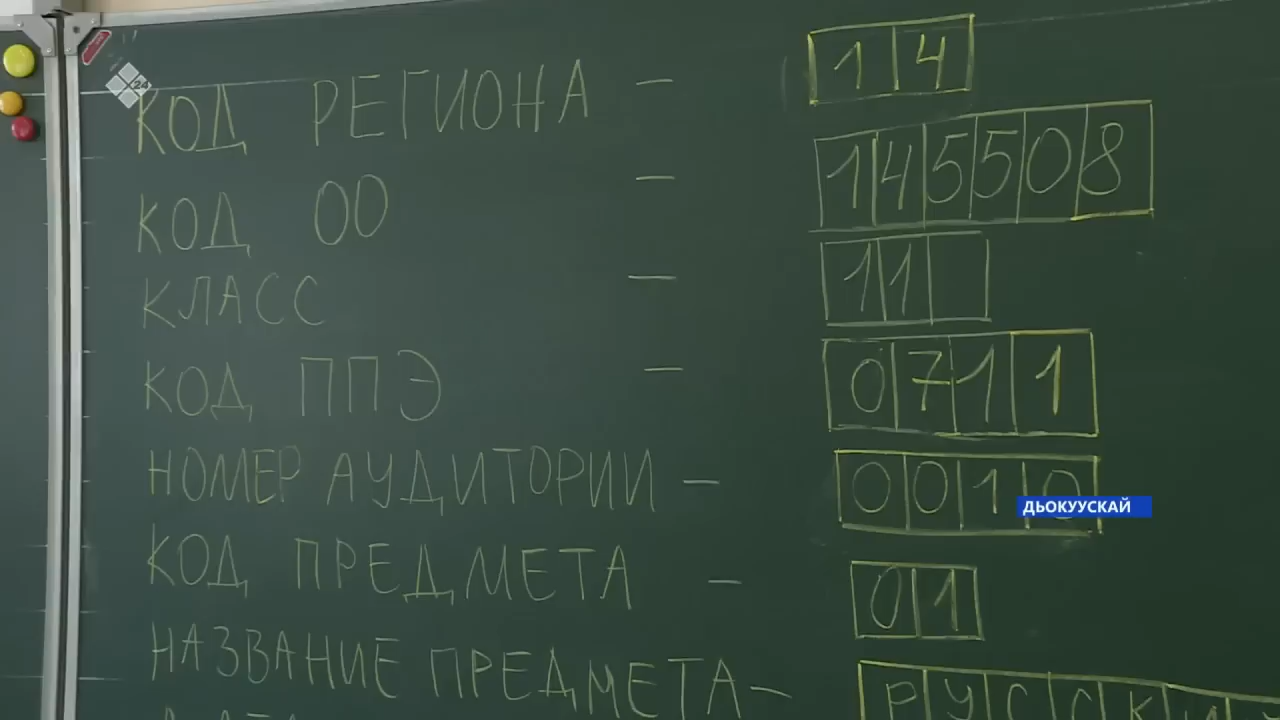 КОД РЕГИОНА – 14
КОД ОО – 145508
КЛАСС – 11
КОД ППЭ – 0711
НОМЕР АУДИТОРИИ – 0010
ДЬОКУУСКАЙ
КОД ПРЕДМЕТА – 01
НАЗВАНИЕ ПРЕДМЕТА –